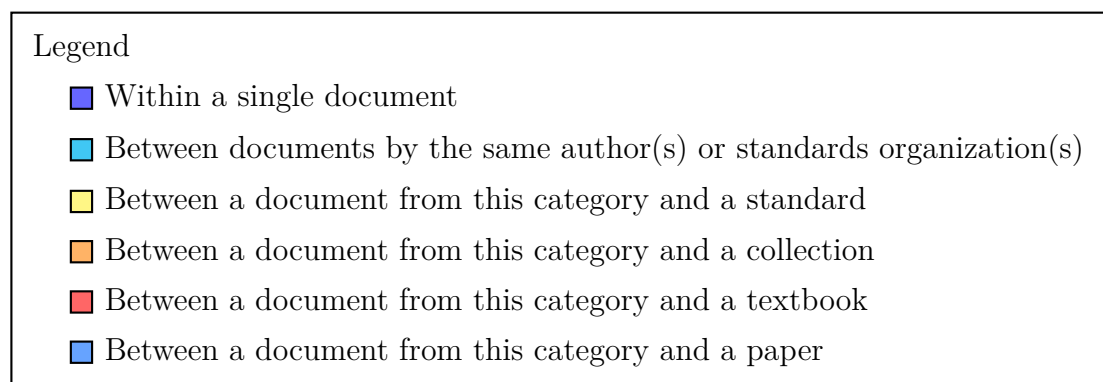 Legend
Within a single document
Between documents by the same author(s) or standards organization(s)
Between a document from this category and a standard
Between a document from this category and a collection
Between a document from this category and a textbook
Between a document from this category and a paper